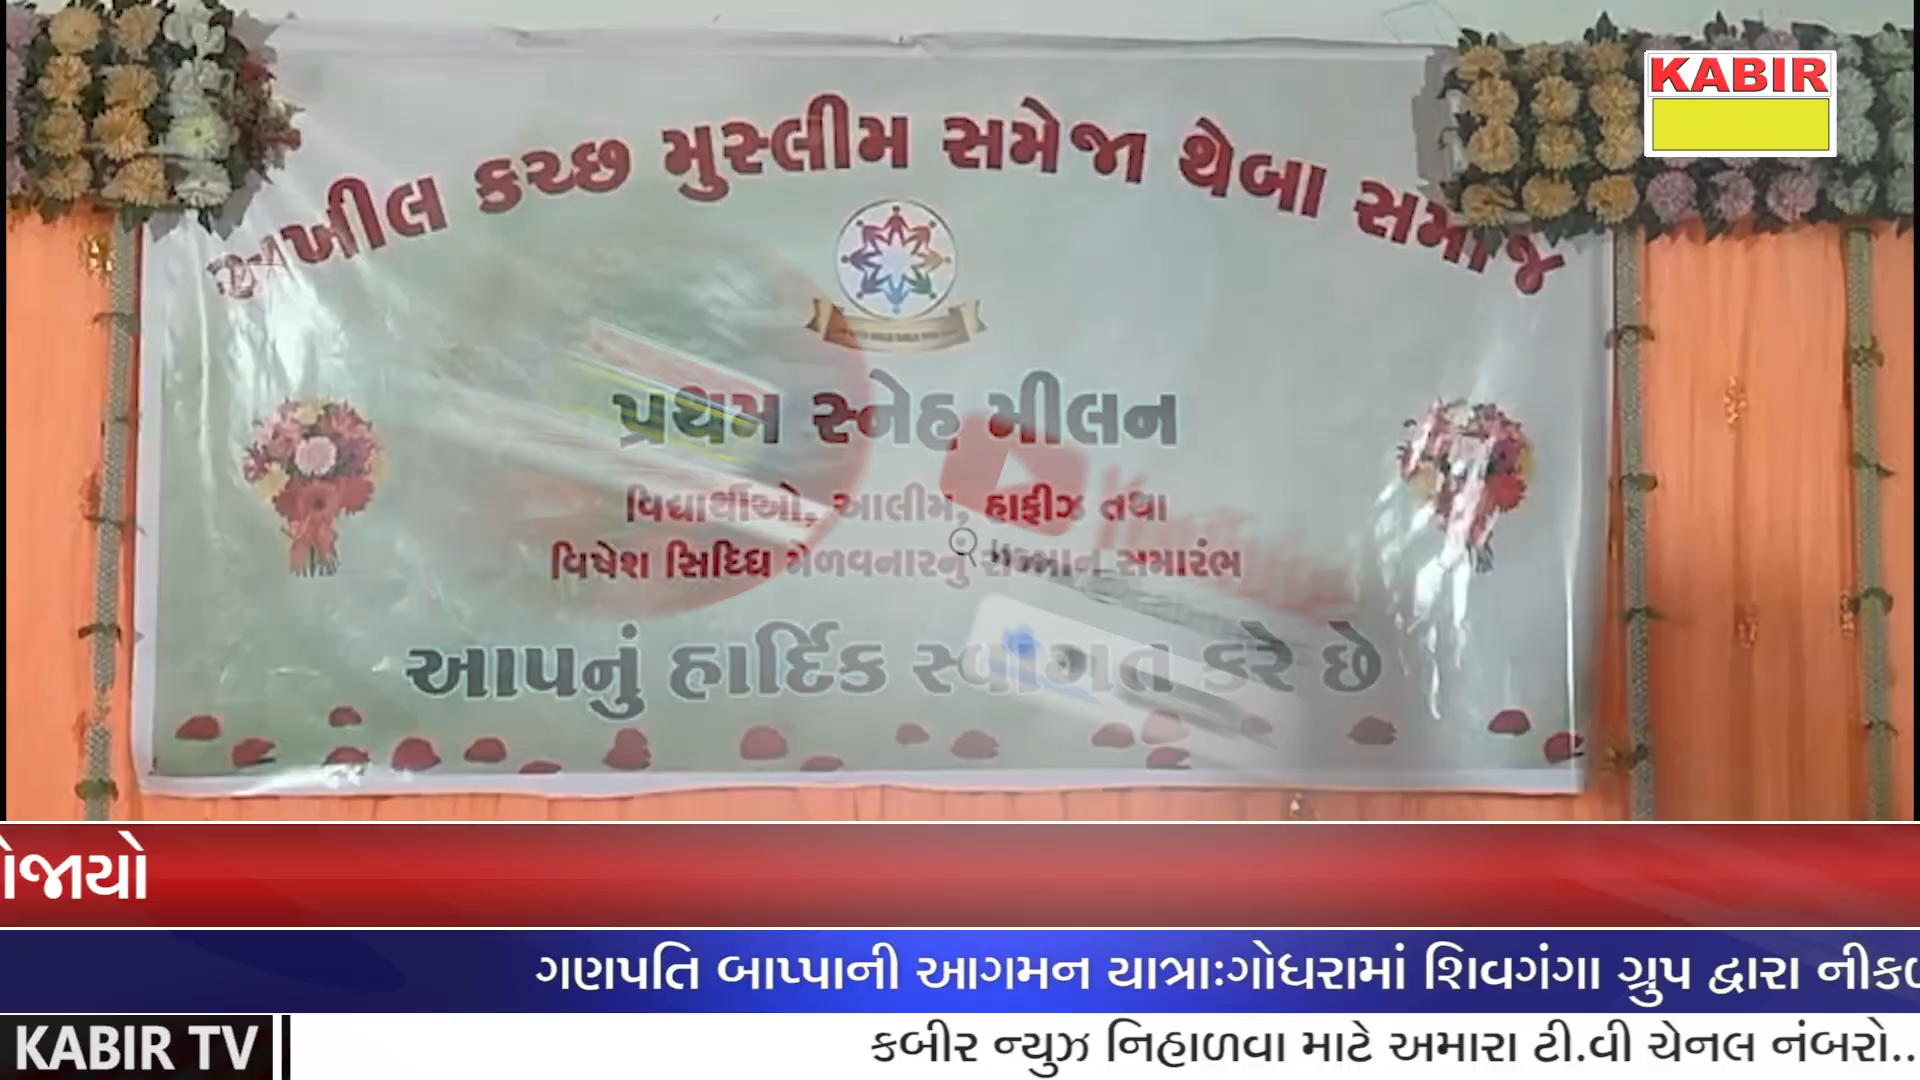 KABIR
અખીલ કચ્છ મુસ્લીમ સમેજા થેબા સમાજ
પ્રથમ સ્નેહ મીલન
વિદ્યાર્થીઓ, આલીમ, હાફીઝ તથા
વિષેશ સિધ્ધિ મેળવનારનું સન્માન સમારંભ
આપનું હાર્દિક સ્વાગત કરે છે
ોજાયો
ગણપતિ બાપ્પાની આગમન યાત્રા:ગોધરામાં શિવગંગા ગ્રુપ દ્વારા નીકળ
KABIR TV
કબીર ન્યુઝ નિહાળવા માટે અમારા ટી.વી ચેનલ નંબરો..